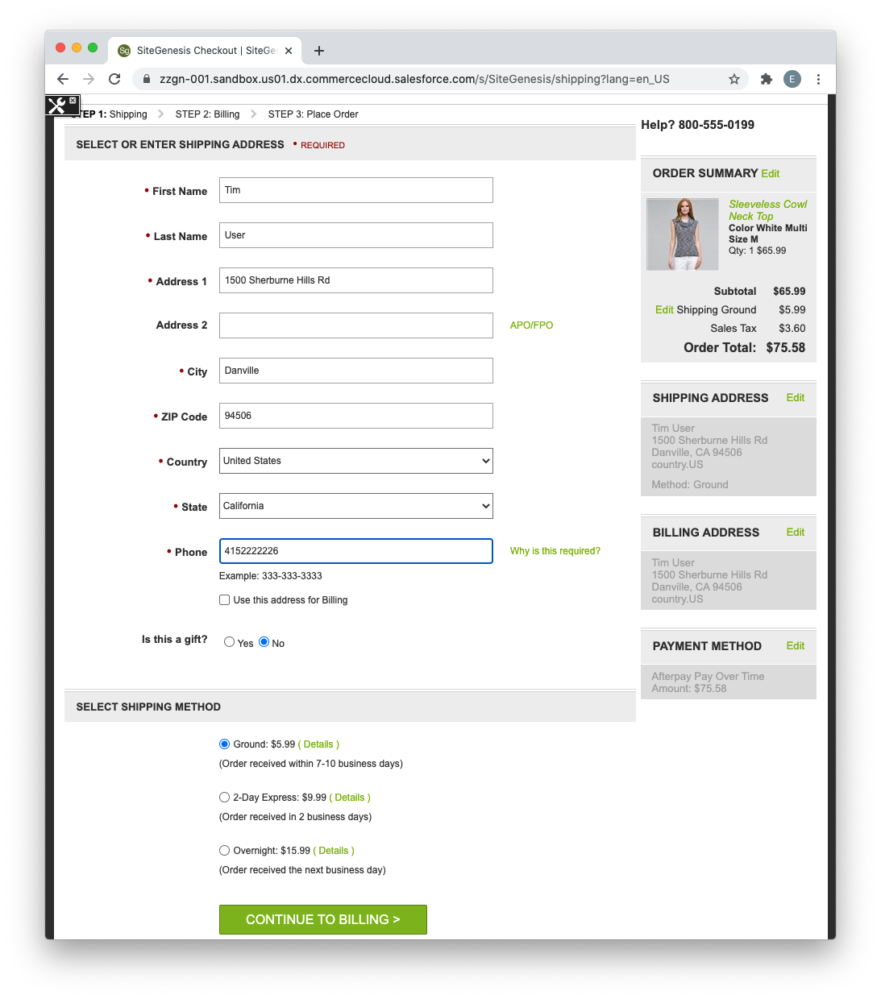 SiteGenesis Checkout | SiteGe
zzgn-001.sandbox.us01.dx.commercecloud.salesforce.com/s/SiteGenesis/shipping?lang=en_US
E
STEP 1: Shipping > STEP 2: Billing > STEP 3: Place Order
SELECT OR ENTER SHIPPING ADDRESS • REQUIRED
• First Name Tim
• Last Name User
• Address 1 1500 Sherburne Hills Rd
Address 2 APO/FPO
• City Danville
• ZIP Code 94506
• Country United States
• State California
• Phone 4152222226 Why is this required?
Example: 333-333-3333
Use this address for Billing
Is this a gift? Yes No
SELECT SHIPPING METHOD
Ground: $5.99 ( Details )
(Order received within 7-10 business days)
2-Day Express: $9.99 ( Details )
(Order received in 2 business days)
Overnight: $15.99 ( Details )
(Order received the next business day)
CONTINUE TO BILLING >
Help? 800-555-0199
ORDER SUMMARY Edit
Sleeveless Cowl
Neck Top
Color White Multi
Size M
Qty: 1 $65.99
Subtotal $65.99
Edit Shipping Ground $5.99
Sales Tax $3.60
Order Total: $75.58
SHIPPING ADDRESS Edit
Tim User
1500 Sherburne Hills Rd
Danville, CA 94506
country.US
Method: Ground
BILLING ADDRESS Edit
Tim User
1500 Sherburne Hills Rd
Danville, CA 94506
country.US
PAYMENT METHOD Edit
Afterpay Pay Over Time
Amount: $75.58